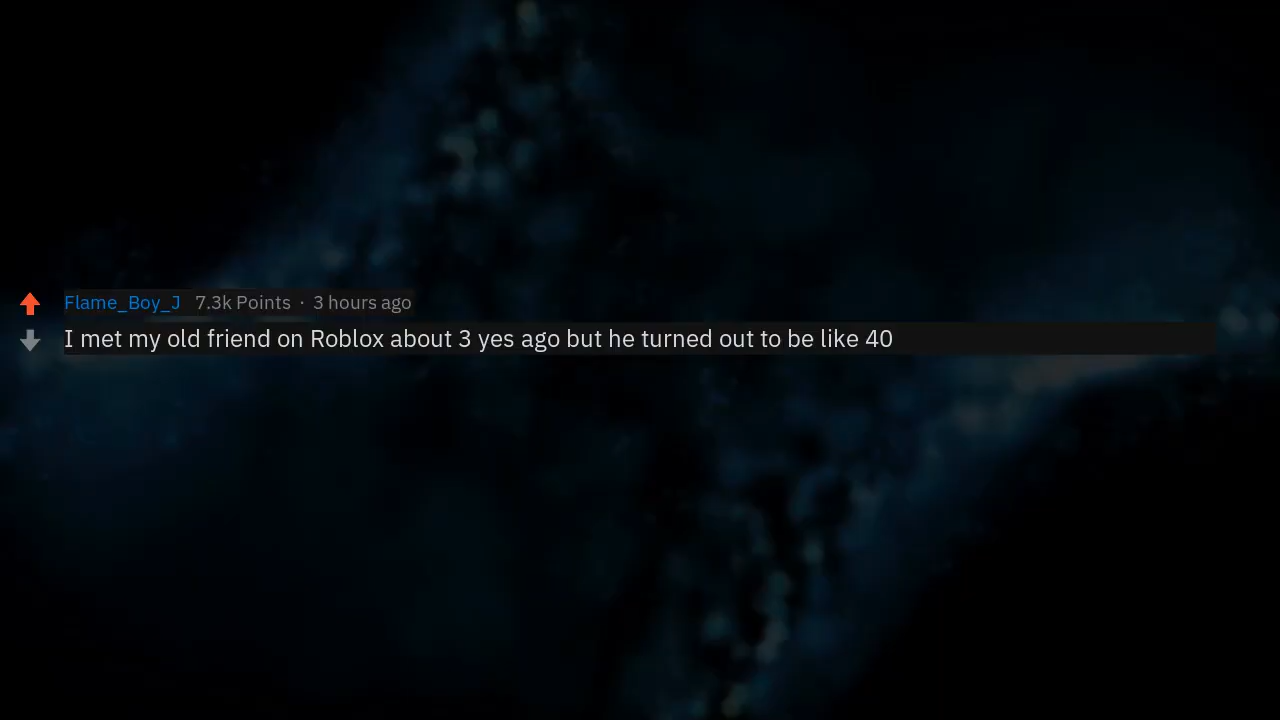 Flame_Boy_J 7.3k Points · 3 hours ago
I met my old friend on Roblox about 3 yes ago but he turned out to be like 40